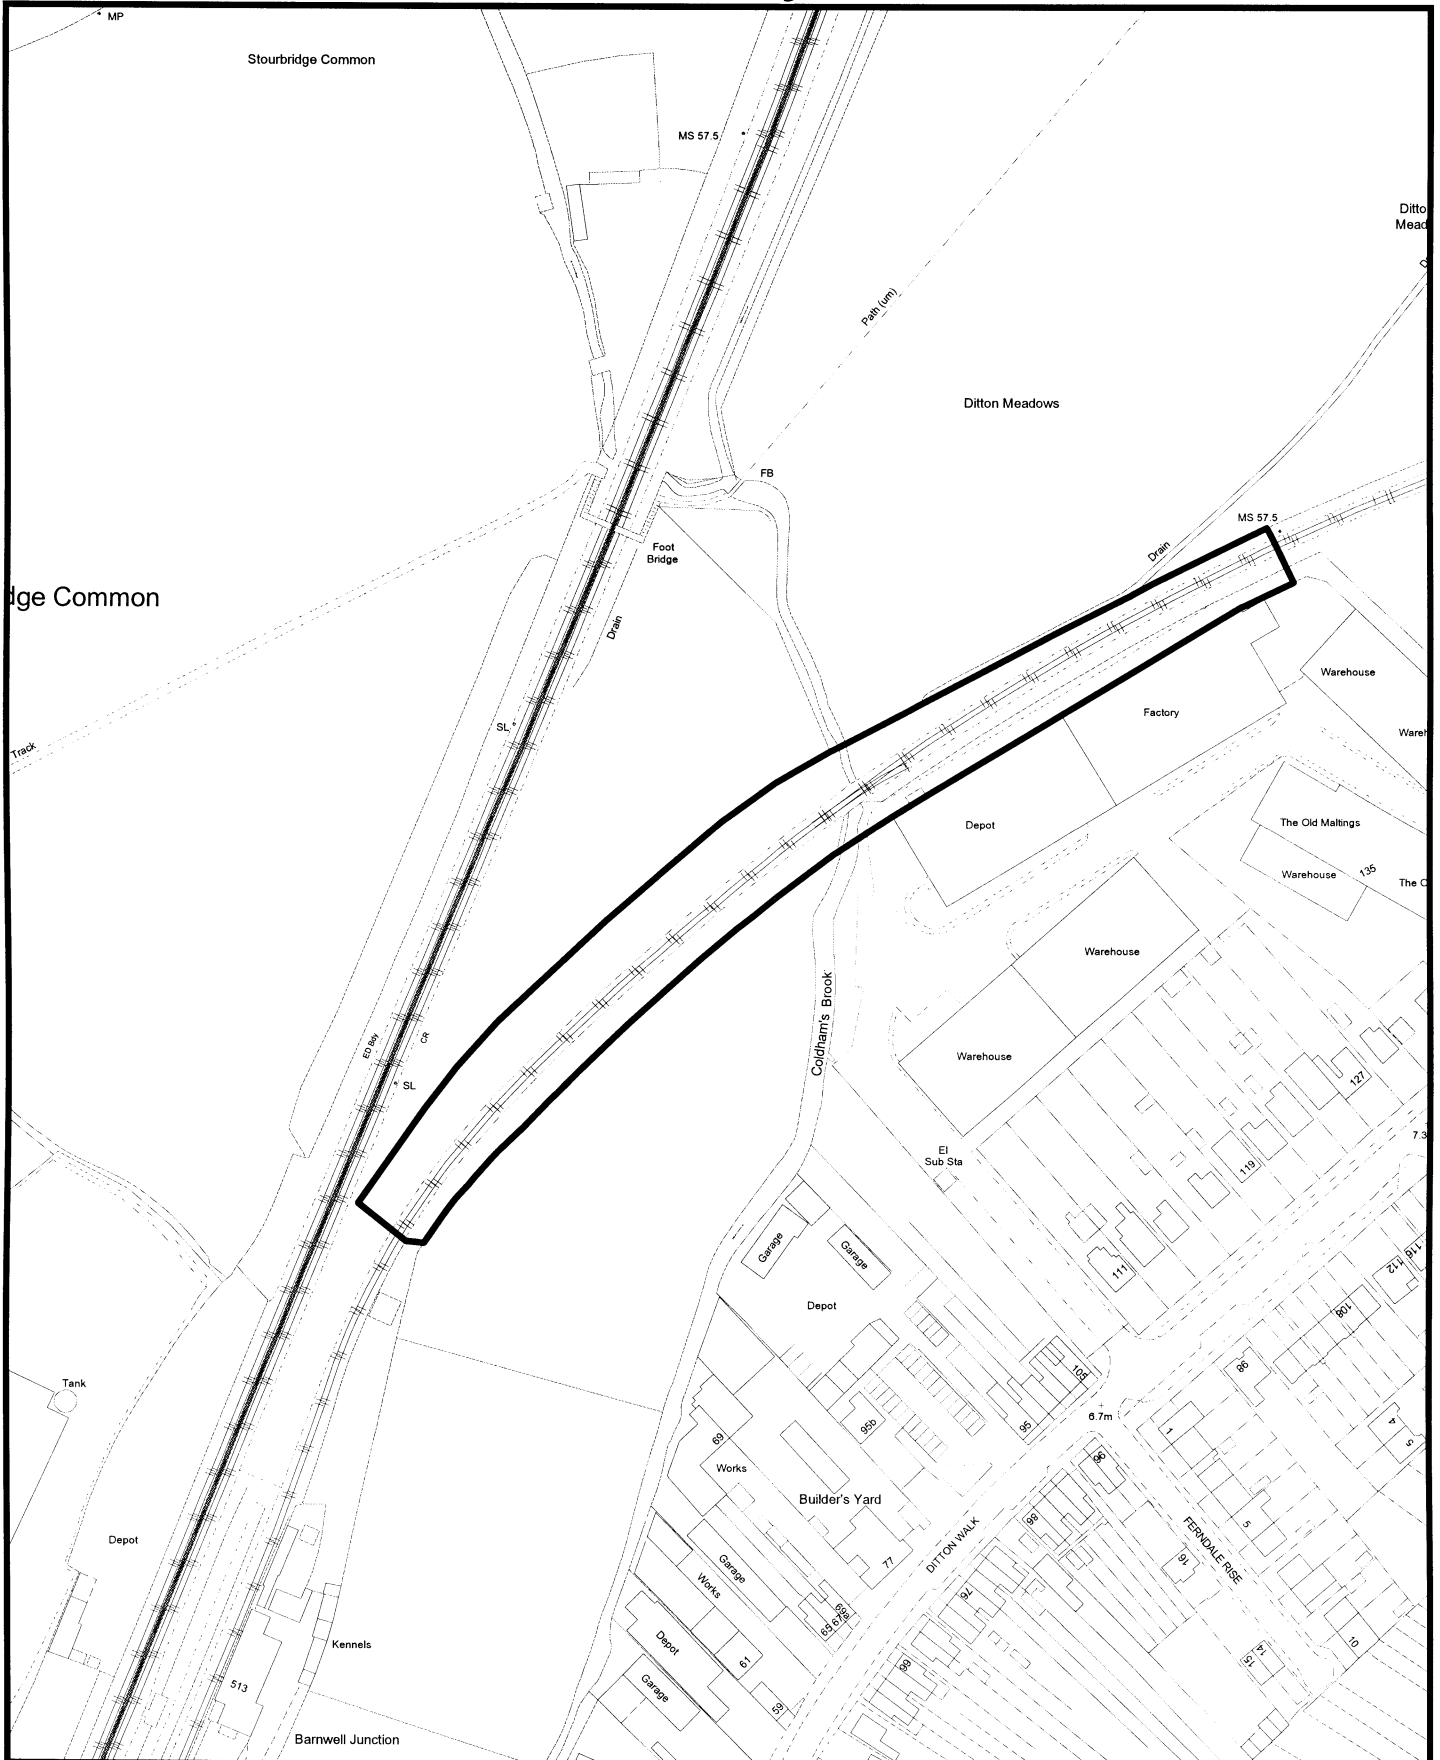 MP
Stourbridge Common
MS 57.5
Ditto
Mead
Path (um)
Ditton Meadows
FB
MS 57.5
Drain
Foot
Bridge
dge Common
Drain
Warehouse
SL
Factory
Track
Wareh
Depot
The Old Maltings
Warehouse
135
The O
Warehouse
Coldham's Brook
ED Bdy
CR
Warehouse
SL
127
7.3
El
Sub Sta
119
Garage
Garage
111
116
112
Depot
108
98
105
Tank
6.7m
95
95b
1
4
5
69
96
Works
Builder's Yard
86
5
DITTON WALK
FERNDALE RISE
Depot
77
16
Garage
Works
76
69a
67
65
Kennels
Depot
10
14
15
61
66
513
Garage
59
Barnwell Junction